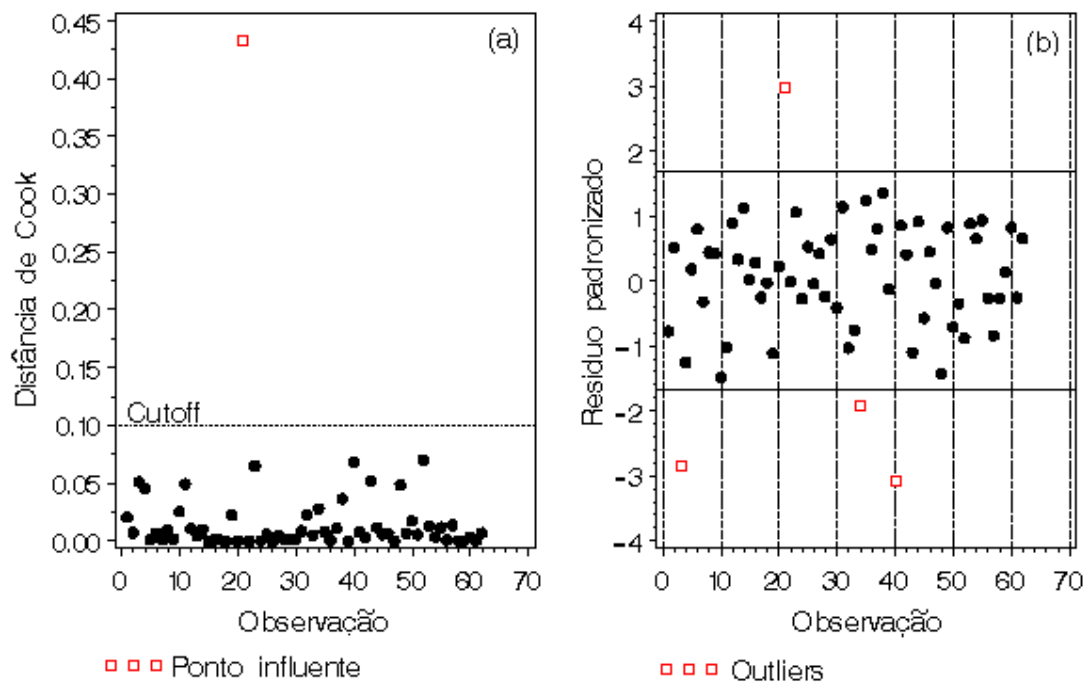 (a)
Distância de Cook
0.45
0.40
0.35
0.30
0.25
0.20
0.15
0.10
0.05
0.00
Cutoff
0 10 20 30 40 50 60 70
Observação
Ponto influente
(b)
Residuo padronizado
4
3
2
1
0
−1
−2
−3
−4
0 10 20 30 40 50 60 70
Observação
Outliers